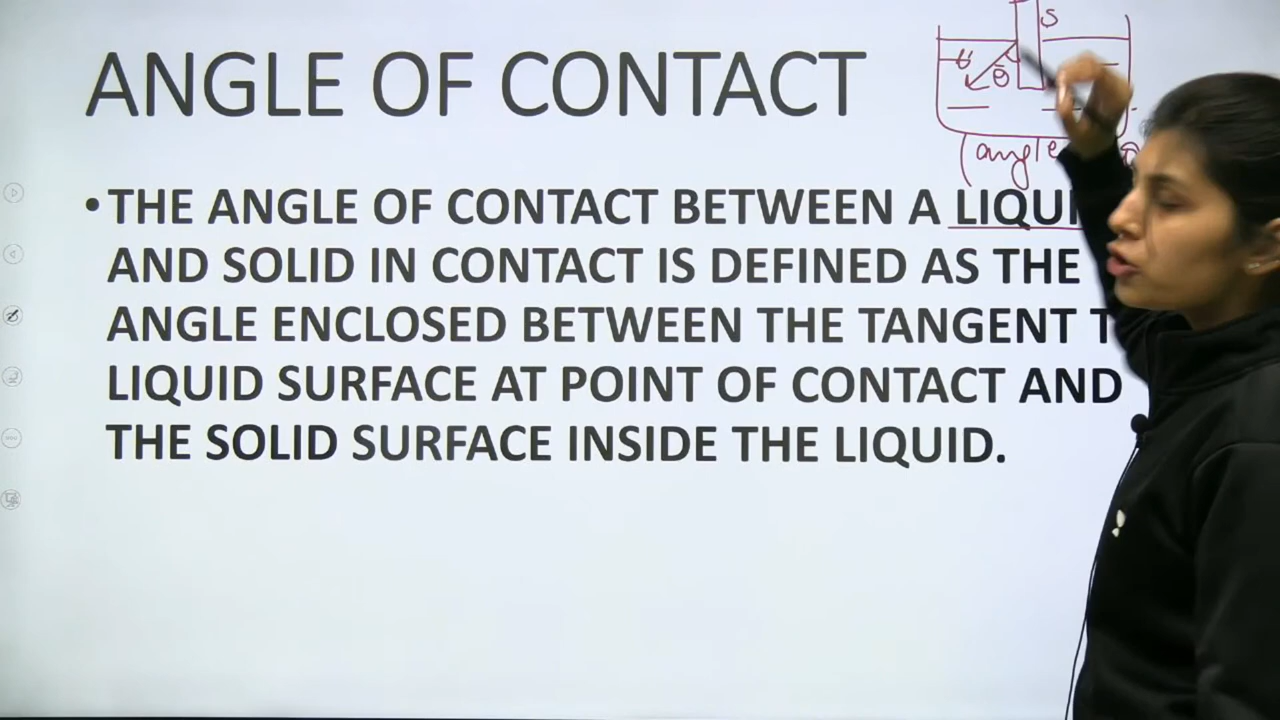 S
θ
ANGLE OF CONTACT
(angle
• THE ANGLE OF CONTACT BETWEEN A LIQUI
AND SOLID IN CONTACT IS DEFINED AS THE
ANGLE ENCLOSED BETWEEN THE TANGENT T
LIQUID SURFACE AT POINT OF CONTACT AND
THE SOLID SURFACE INSIDE THE LIQUID.